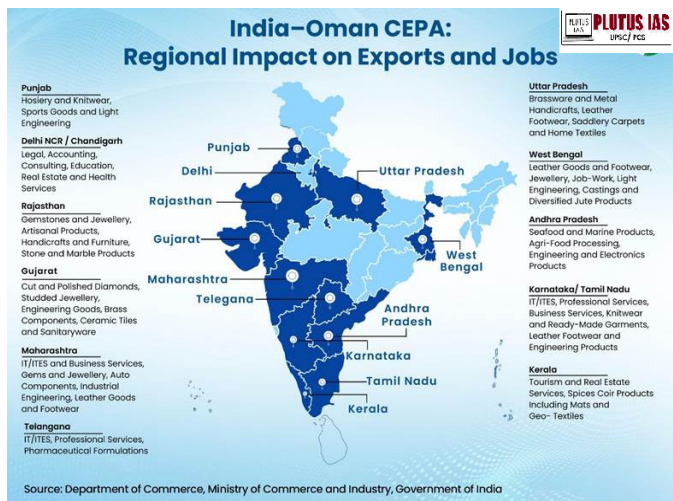 India–Oman CEPA:
Regional Impact on Exports and Jobs
PLUTUS
IAS
PLUTUS IAS
UPSC/ PCS
Punjab
Hosiery and Knitwear,
Sports Goods and Light
Engineering
Delhi NCR / Chandigarh
Legal, Accounting,
Consulting, Education,
Real Estate and Health
Services
Rajasthan
Gemstones and Jewellery,
Artisanal Products,
Handicrafts and Furniture,
Stone and Marble Products
Gujarat
Cut and Polished Diamonds,
Studded Jewellery,
Engineering Goods, Brass
Components, Ceramic Tiles
and Sanitaryware
Maharashtra
IT/ITES and Business Services,
Gems and Jewellery, Auto
Components, Industrial
Engineering, Leather Goods
and Footwear
Telangana
IT/ITES, Professional Services,
Pharmaceutical Formulations
Punjab
Delhi
Rajasthan
Gujarat
Maharashtra
Telegana
Uttar Pradesh
West
Bengal
Andhra
Pradesh
Karnataka
Tamil Nadu
Kerala
Uttar Pradesh
Brassware and Metal
Handicrafts, Leather
Footwear, Saddlery Carpets
and Home Textiles
West Bengal
Leather Goods and Footwear,
Jewellery, Job-Work, Light
Engineering, Castings and
Diversified Jute Products
Andhra Pradesh
Seafood and Marine Products,
Agri-Food Processing,
Engineering and Electronics
Products
Karnataka/ Tamil Nadu
IT/ITES, Professional Services,
Business Services, Knitwear
and Ready-Made Garments,
Leather Footwear and
Engineering Products
Kerala
Tourism and Real Estate
Services, Spices Coir Products
Including Mats and
Geo- Textiles
Source: Department of Commerce, Ministry of Commerce and Industry, Government of India